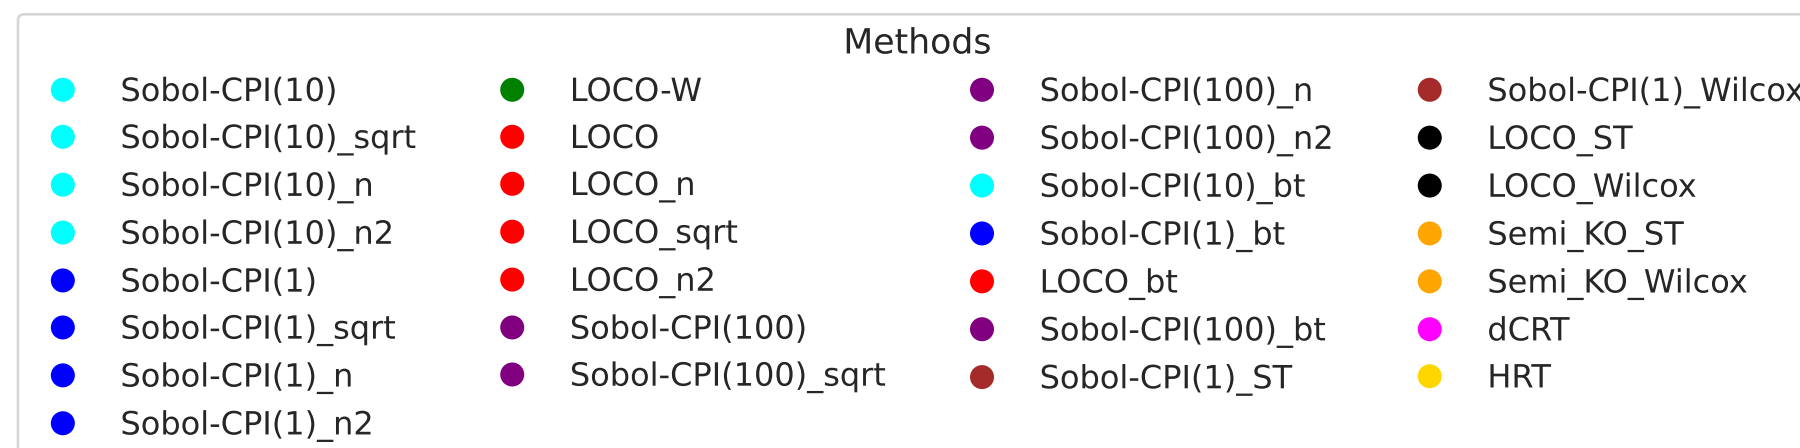 Methods
Sobol-CPI(10)
Sobol-CPI(10)_sqrt
Sobol-CPI(10)_n
Sobol-CPI(10)_n2
Sobol-CPI(1)
Sobol-CPI(1)_sqrt
Sobol-CPI(1)_n
Sobol-CPI(1)_n2
LOCO-W
LOCO
LOCO_n
LOCO_sqrt
LOCO_n2
Sobol-CPI(100)
Sobol-CPI(100)_sqrt
Sobol-CPI(100)_n
Sobol-CPI(100)_n2
Sobol-CPI(10)_bt
Sobol-CPI(1)_bt
LOCO_bt
Sobol-CPI(100)_bt
Sobol-CPI(1)_ST
Sobol-CPI(1)_Wilcox
LOCO_ST
LOCO_Wilcox
Semi_KO_ST
Semi_KO_Wilcox
dCRT
HRT